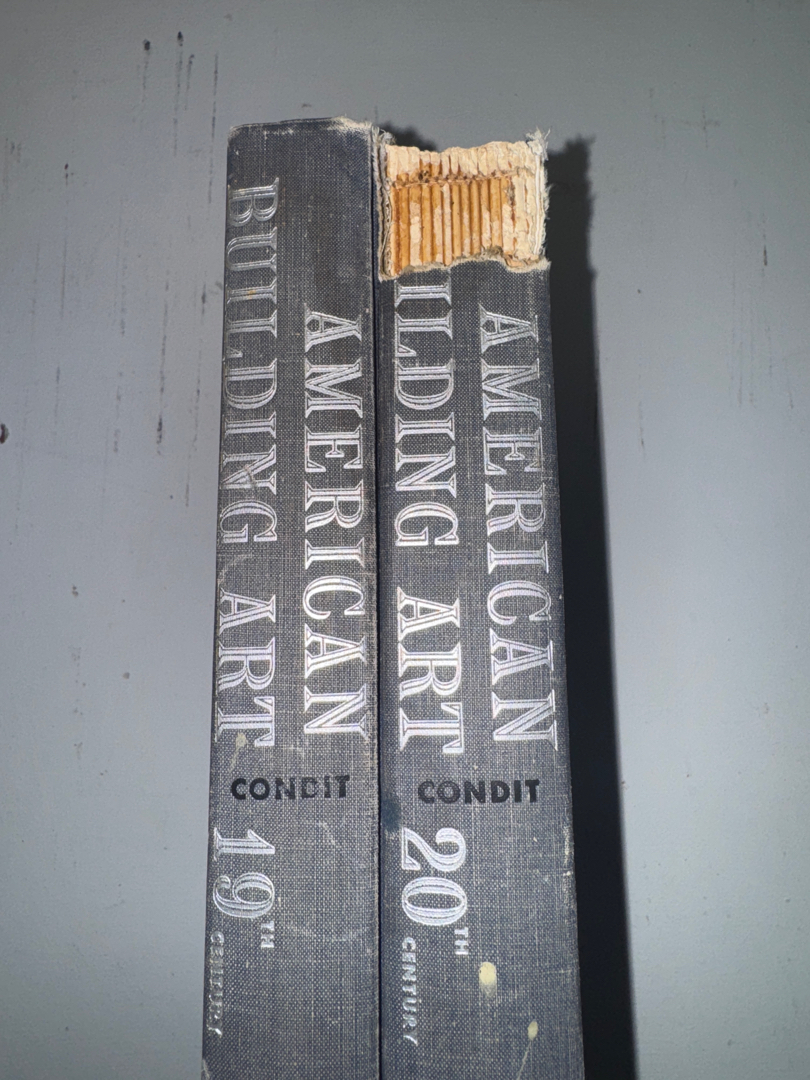 AMERICAN
BUILDING ART
CONDIT
19TH
CENTURY
AMERICAN
ILDING ART
CONDIT
20TH
CENTURY